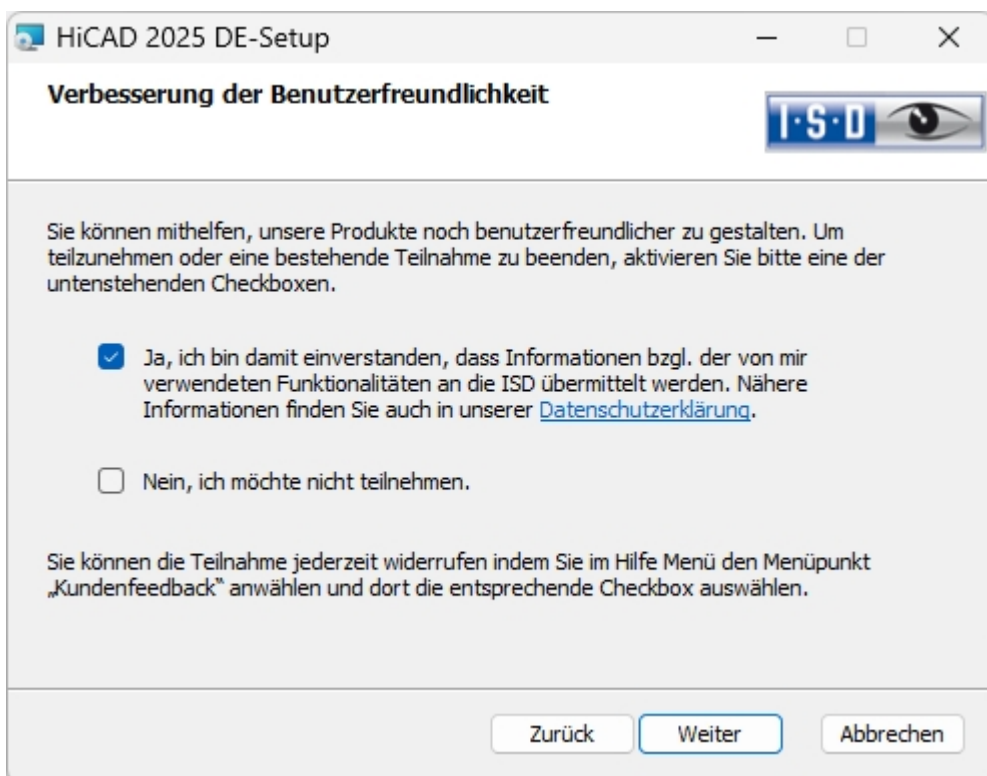 HiCAD 2025 DE-Setup
Verbesserung der Benutzerfreundlichkeit
I·S·D
Sie können mithelfen, unsere Produkte noch benutzerfreundlicher zu gestalten. Um
teilzunehmen oder eine bestehende Teilnahme zu beenden, aktivieren Sie bitte eine der
untenstehenden Checkboxen.
Ja, ich bin damit einverstanden, dass Informationen bzgl. der von mir
verwendeten Funktionalitäten an die ISD übermittelt werden. Nähere
Informationen finden Sie auch in unserer Datenschutzerklärung.
Nein, ich möchte nicht teilnehmen.
Sie können die Teilnahme jederzeit widerrufen indem Sie im Hilfe Menü den Menüpunkt
„Kundenfeedback“ anwählen und dort die entsprechende Checkbox auswählen.
Zurück Weiter Abbrechen